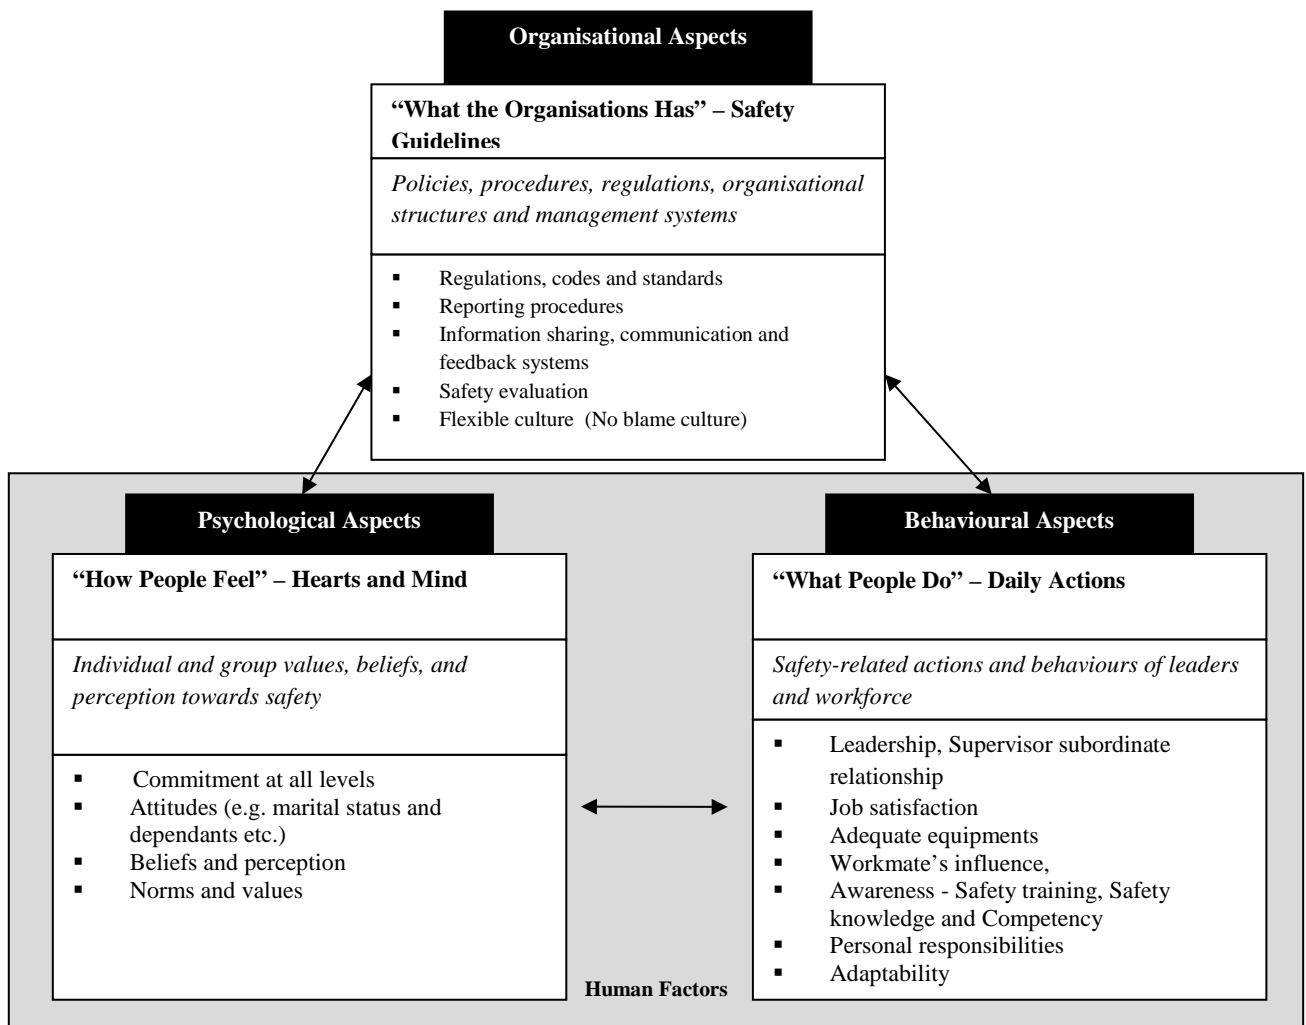 Organisational Aspects
“What the Organisations Has” – Safety
Guidelines
Policies, procedures, regulations, organisational
structures and management systems
▪ Regulations, codes and standards
▪ Reporting procedures
▪ Information sharing, communication and
feedback systems
▪ Safety evaluation
▪ Flexible culture (No blame culture)
Psychological Aspects
“How People Feel” – Hearts and Mind
Individual and group values, beliefs, and
perception towards safety
▪ Commitment at all levels
▪ Attitudes (e.g. marital status and
dependants etc.)
▪ Beliefs and perception
▪ Norms and values
Behavioural Aspects
“What People Do” – Daily Actions
Safety-related actions and behaviours of leaders
and workforce
▪ Leadership, Supervisor subordinate
relationship
▪ Job satisfaction
▪ Adequate equipments
▪ Workmate’s influence,
▪ Awareness - Safety training, Safety
knowledge and Competency
▪ Personal responsibilities
▪ Adaptability
Human Factors